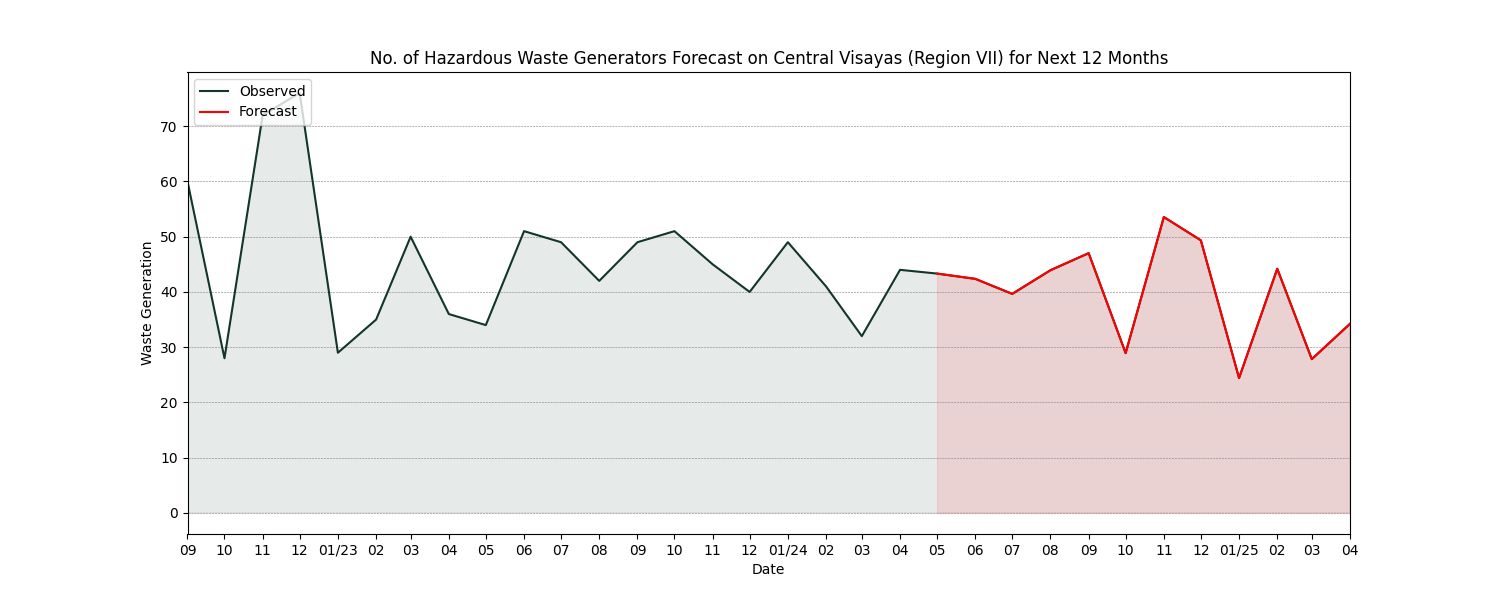 No. of Hazardous Waste Generators Forecast on Central Visayas (Region VII) for Next 12 Months
Observed
Forecast
70
60
50
40
30
20
10
0
Waste Generation
09 10 11 12 01/23 02 03 04 05 06 07 08 09 10 11 12 01/24 02 03 04 05 06 07 08 09 10 11 12 01/25 02 03 04
Date